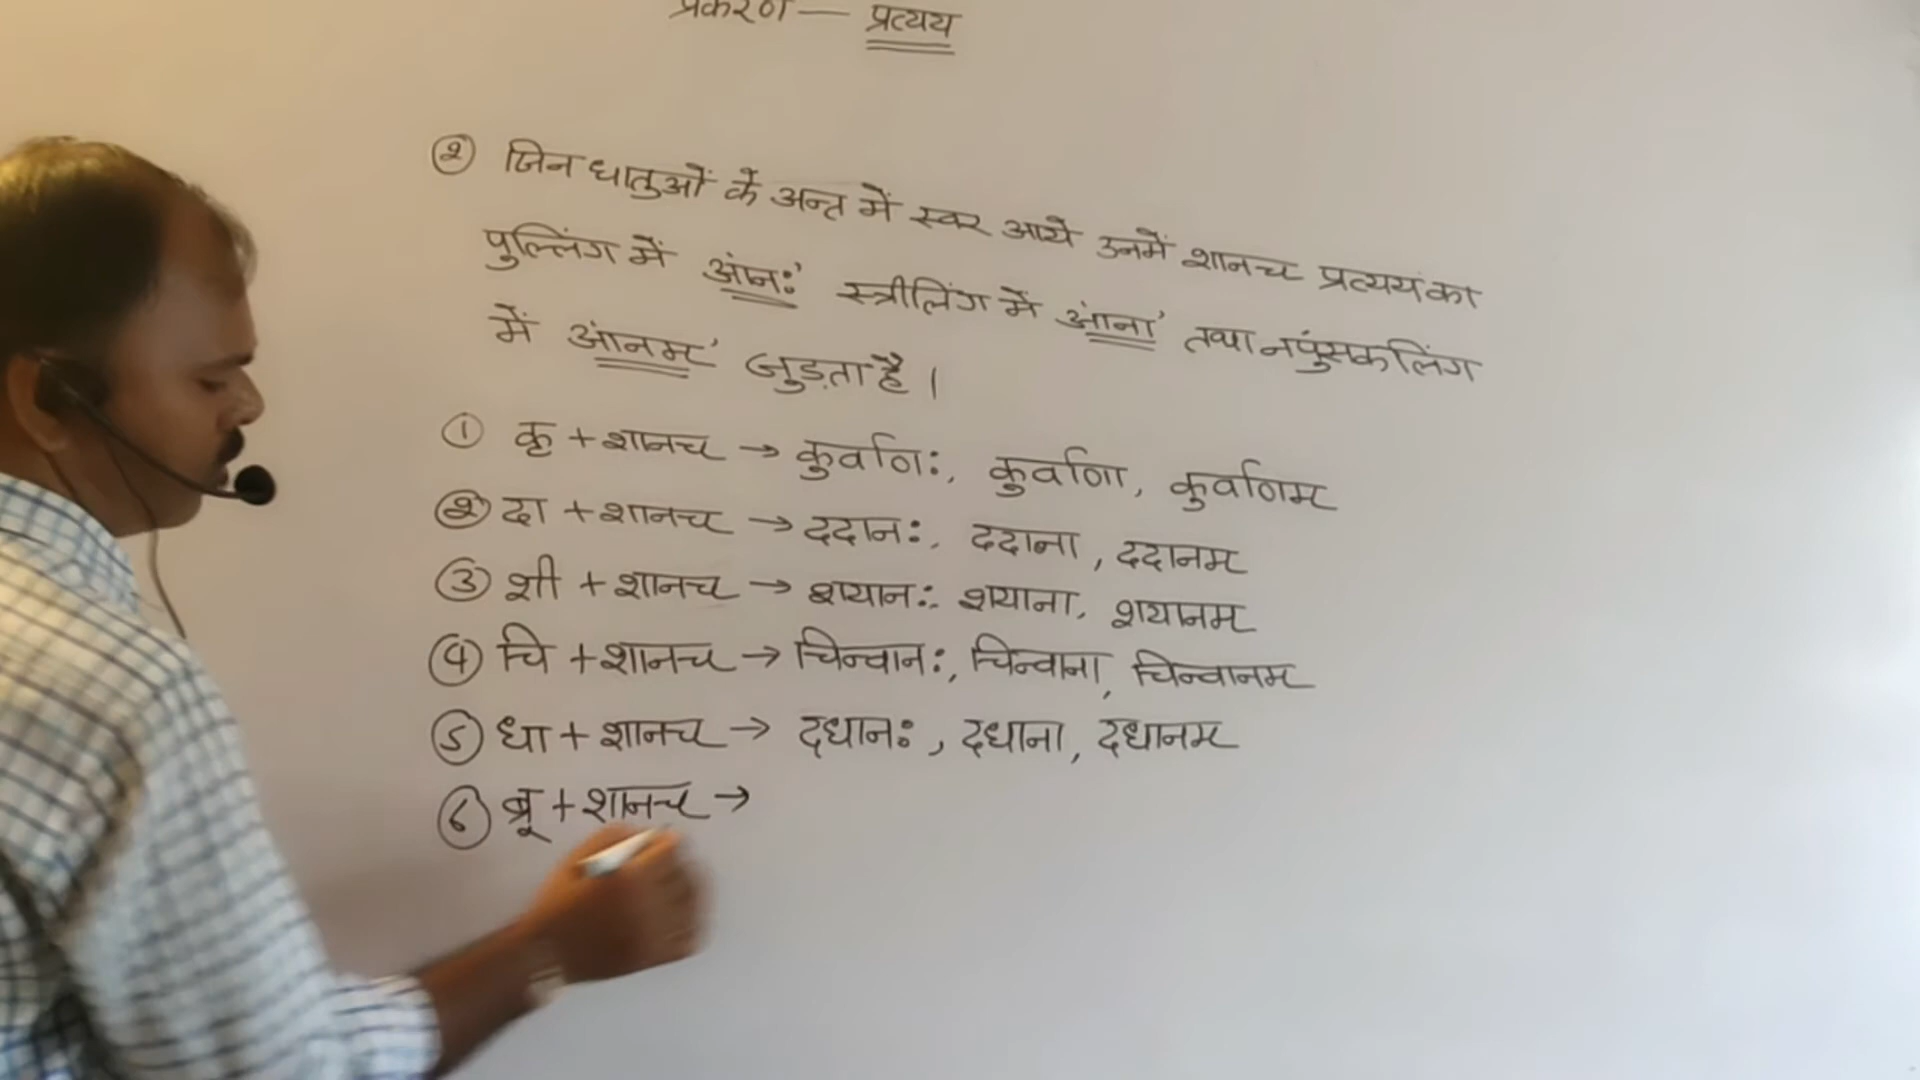 प्रकरण — प्रत्यय
② जिन धातुओं के अन्त में स्वर आये उनमें शानच प्रत्यय का
पुल्लिंग में आनः' स्त्रीलिंग में आना' तथा नपुंसकलिंग
में आनम' जुड़ता है।
① कृ + शानच → कुर्वाणः, कुर्वाणा, कुर्वाणम
② दा + शानच → ददानः, ददाना, ददानम
③ शी + शानच → शयानः, शयाना, शयानम
④ चि + शानच → चिन्वानः, चिन्वाना, चिन्वानम
⑤ धा + शानच → दधानः, दधाना, दधानम
⑥ ब्रू + शानच →